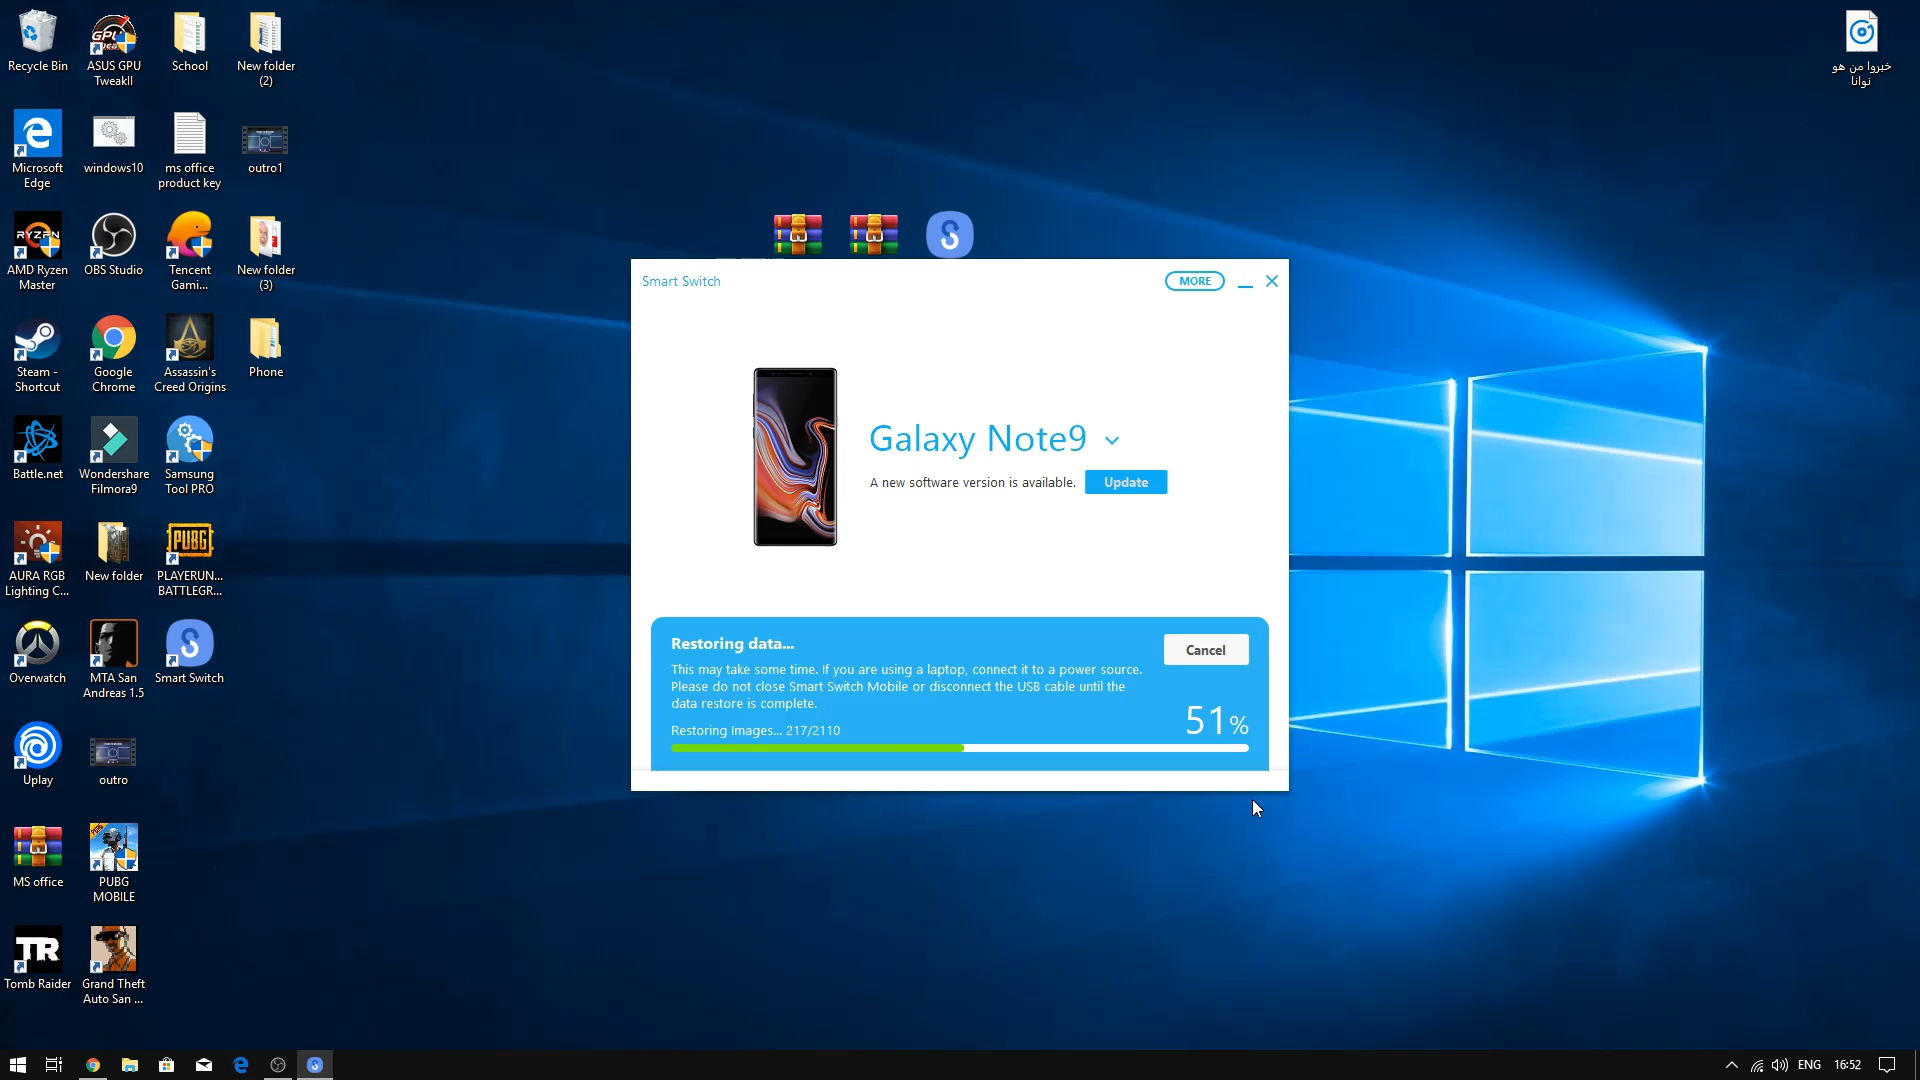 Recycle Bin
ASUS GPU
TweakII
School
New folder
(2)
خبروا من هو
نوانا
Microsoft
Edge
windows10
ms office
product key
outro1
RYZEN
AMD Ryzen
Master
OBS Studio
Tencent
Gami...
New folder
(3)
Steam -
Shortcut
Google
Chrome
Assassin's
Creed Origins
Phone
Battle.net
Wondershare
Filmora9
Samsung
Tool PRO
AURA RGB
Lighting C...
New folder
PUBG
PLAYERUN...
BATTLEGR...
Overwatch
MTA San
Andreas 1.5
Smart Switch
Uplay
outro
MS office
PUBG
MOBILE
TR
Tomb Raider
Grand Theft
Auto San ...
Smart Switch
MORE
Galaxy Note9
A new software version is available.
Update
Restoring data...
Cancel
This may take some time. If you are using a laptop, connect it to a power source.
Please do not close Smart Switch Mobile or disconnect the USB cable until the
data restore is complete.
Restoring Images... 217/2110
51%
ENG
16:52